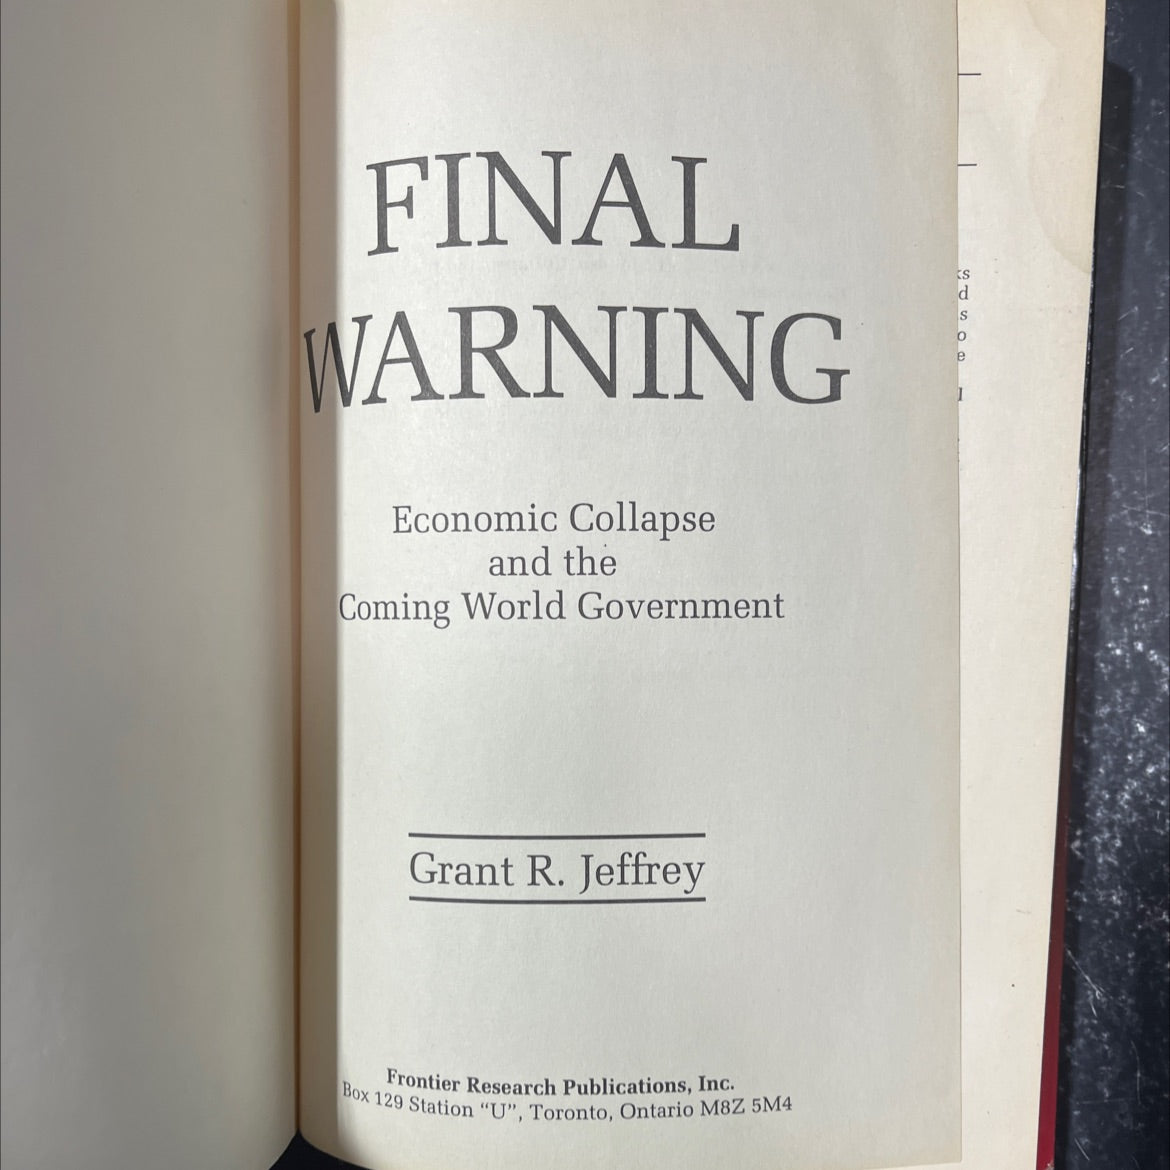 FINAL
WARNING
Economic Collapse
and the
Coming World Government
Grant R. Jeffrey
Frontier Research Publications, Inc.
Box 129 Station “U”, Toronto, Ontario M8Z 5M4